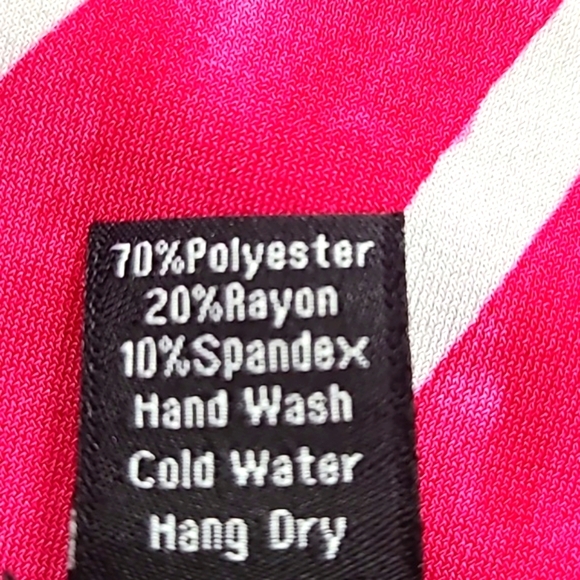 70%Polyester
20%Rayon
10%Spandex
Hand Wash
Cold Water
Hang Dry